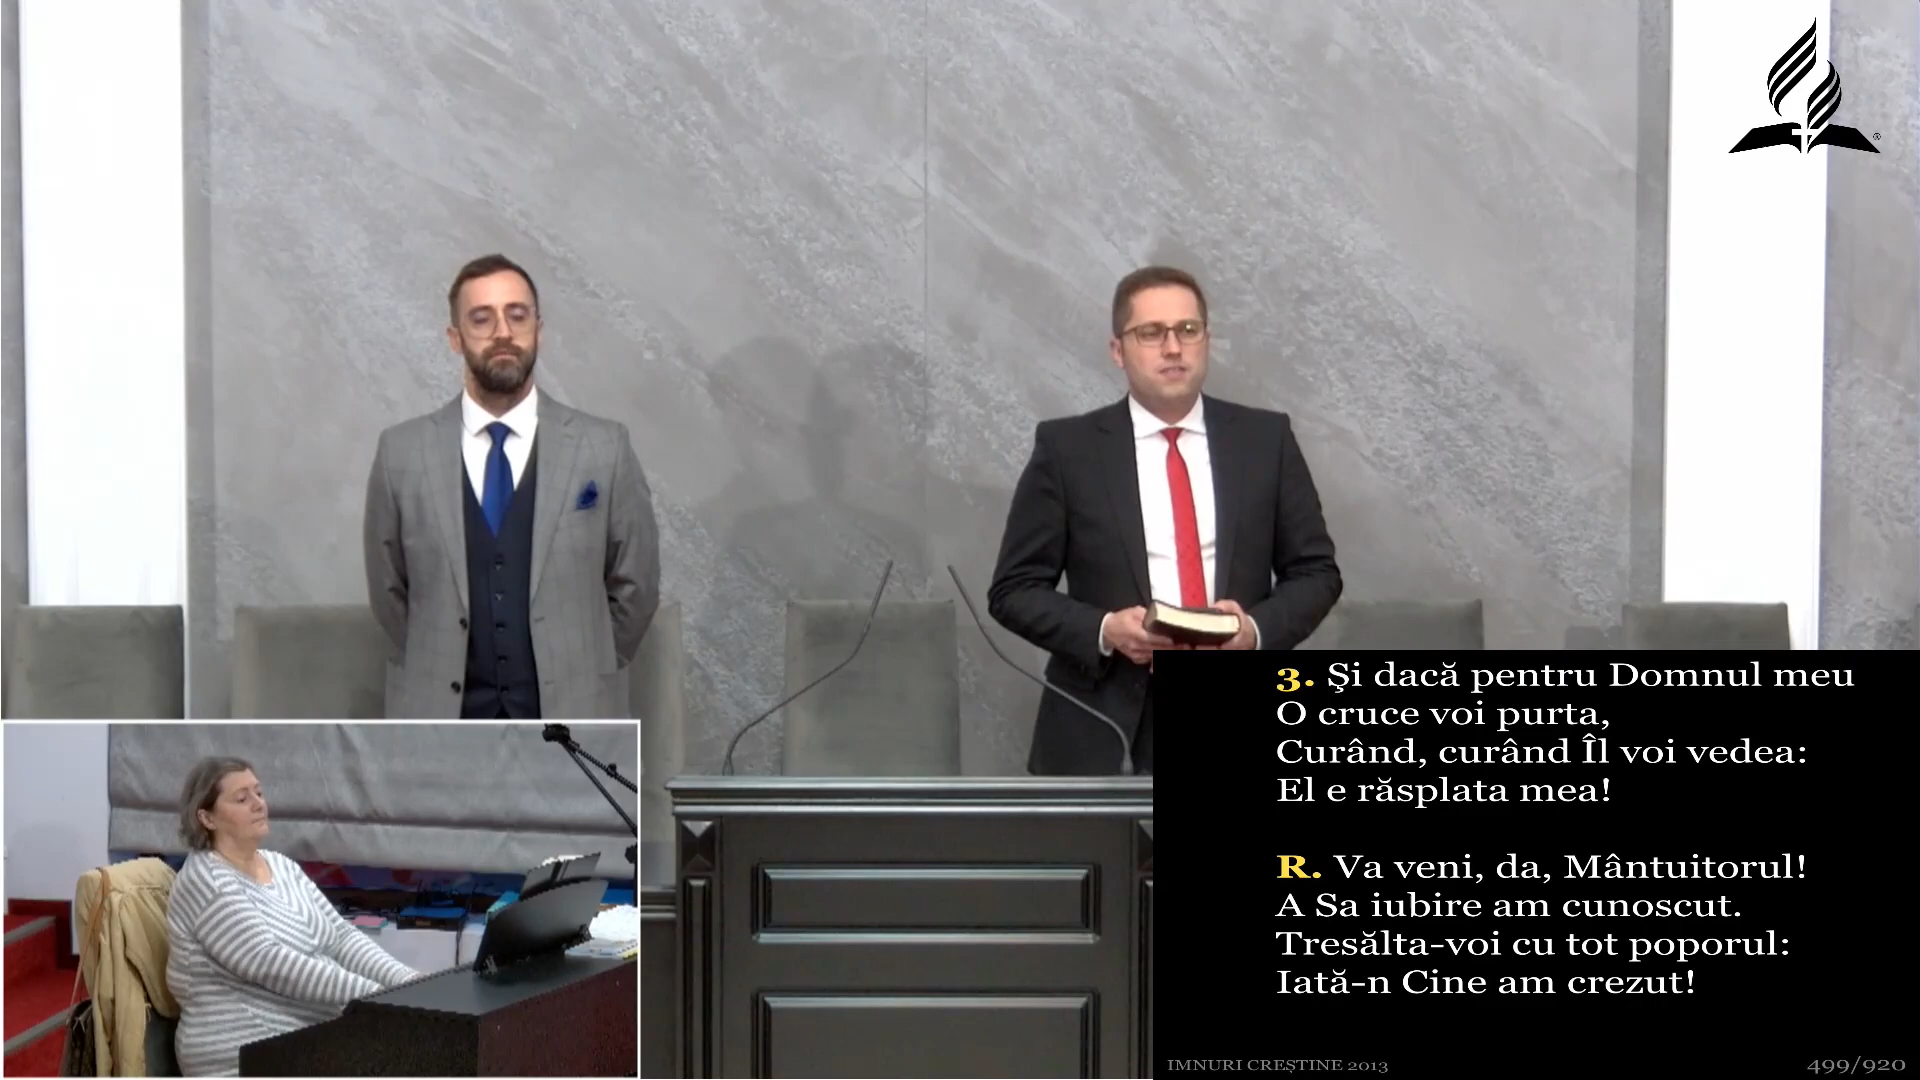 ®
3. Şi dacă pentru Domnul meu
O cruce voi purta,
Curând, curând Îl voi vedea:
El e răsplata mea!
R. Va veni, da, Mântuitorul!
A Sa iubire am cunoscut.
Tresălta-voi cu tot poporul:
Iată-n Cine am crezut!
IMNURI CREȘTINE 2013
499/920